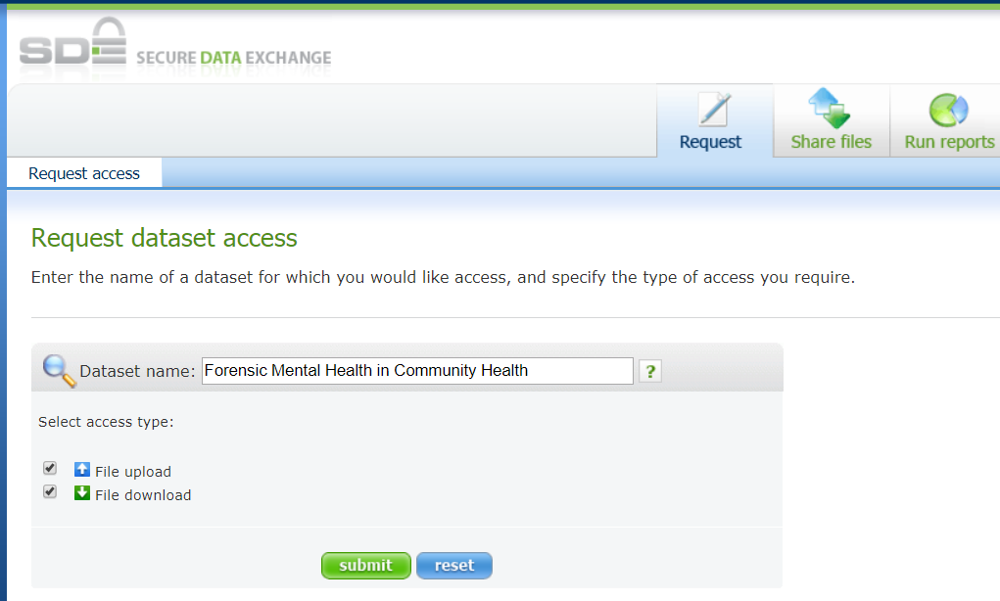 SDE SECURE DATA EXCHANGE
Request Share files Run reports
Request access
Request dataset access
Enter the name of a dataset for which you would like access, and specify the type of access you require.
Dataset name: Forensic Mental Health in Community Health ?
Select access type:
File upload
File download
submit reset